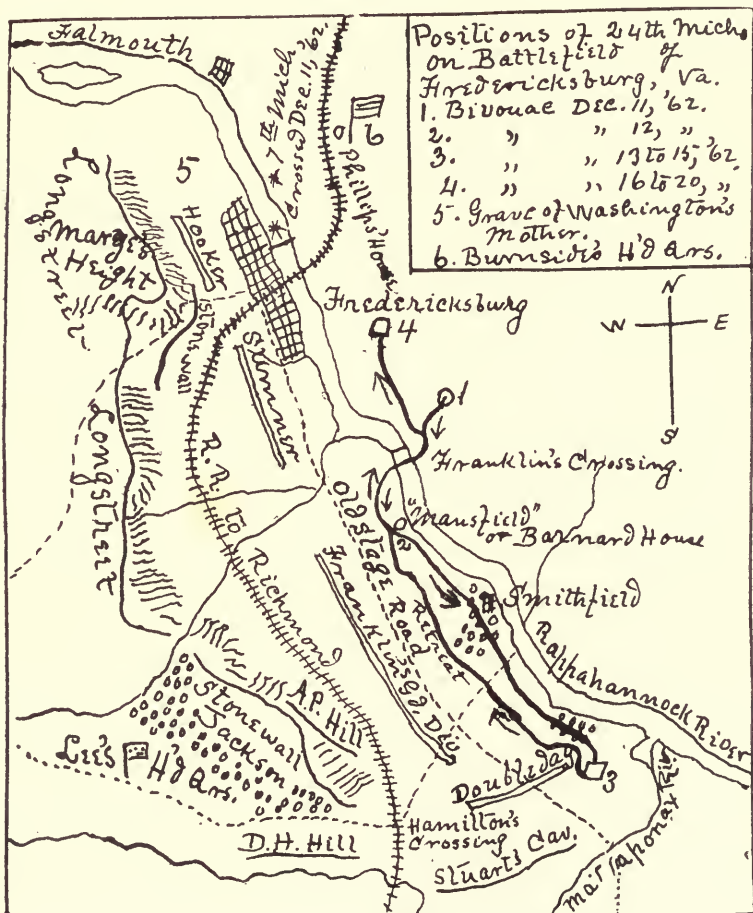 Falmouth
* 7th Mich.
Crossed Dec. 11, '62.
6
Phillips' House
Positions of 24th Mich.
on Battlefield of
Fredericksburg, Va.
1. Bivouac Dec. 11, '62.
2. „ „ 12, „
3. „ „ 13 to 15, '62
4. „ „ 16 to 20, „
5. Grave of Washington's
Mother.
6. Burnside's H'd Qrs.
Longstreet
5
Hooker
Marye's
Height
Stonewall
*
Fredericksburg
4
N
W E
S
Sumner
1
Franklin's Crossing.
Longstreet
R. R. to Richmond
Old Stage Road
"Mansfield"
or Barnard House
2
Franklin's Gd. Div.
Retreat
Smithfield
Rappahannock River
A.P. Hill
Stonewall
Jackson
Lee's H'd Qrs.
Doubleday
3
D.H. Hill
Hamilton's
Crossing
Stuart's Cav.